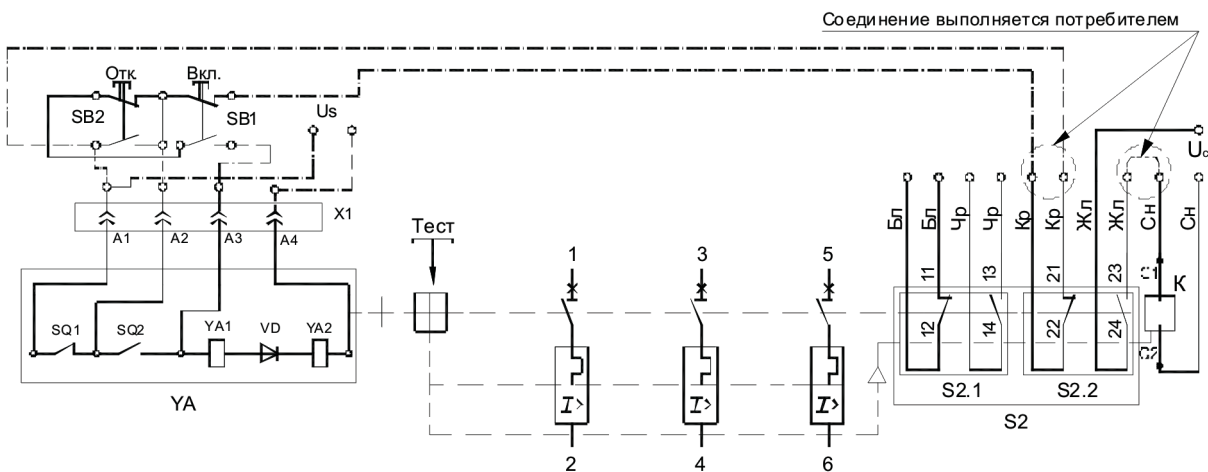 Соединение выполняется потребителем
Отк.
Вкл.
SB2
SB1
Us
Uc
X1
A1
A2
A3
A4
Тест
1
3
5
Бл
Бл
Чр
Чр
Кр
Кр
Жл
Жл
Сн
Сн
11
13
21
23
C1
K
12
14
22
24
C2
SQ1
SQ2
YA1
VD
YA2
YA
I>
I>
I>
S2.1
S2.2
S2
2
4
6